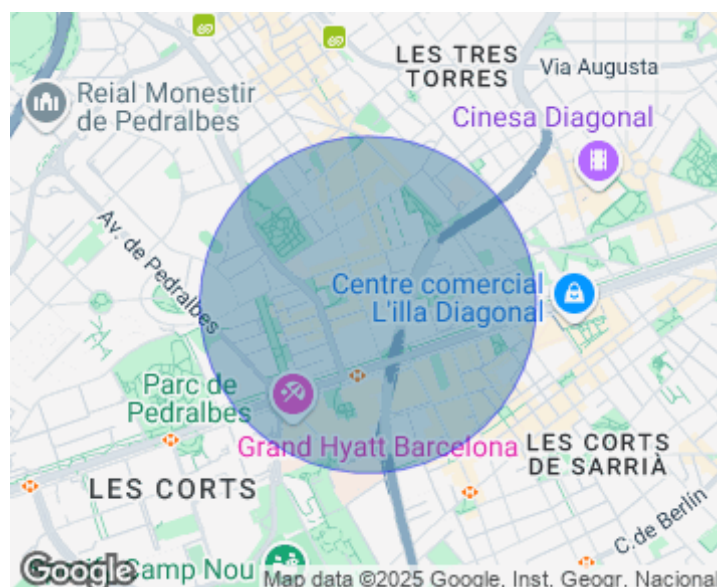 LES TRES
TORRES
Via Augusta
Reial Monestir
de Pedralbes
Cinesa Diagonal
Av. de Pedralbes
Centre comercial
L'illa Diagonal
Parc de
Pedralbes
Grand Hyatt Barcelona
LES CORTS
DE SARRIÀ
LES CORTS
C. de Berlín
Camp Nou
Google
Map data ©2025 Google, Inst. Geogr. Nacional